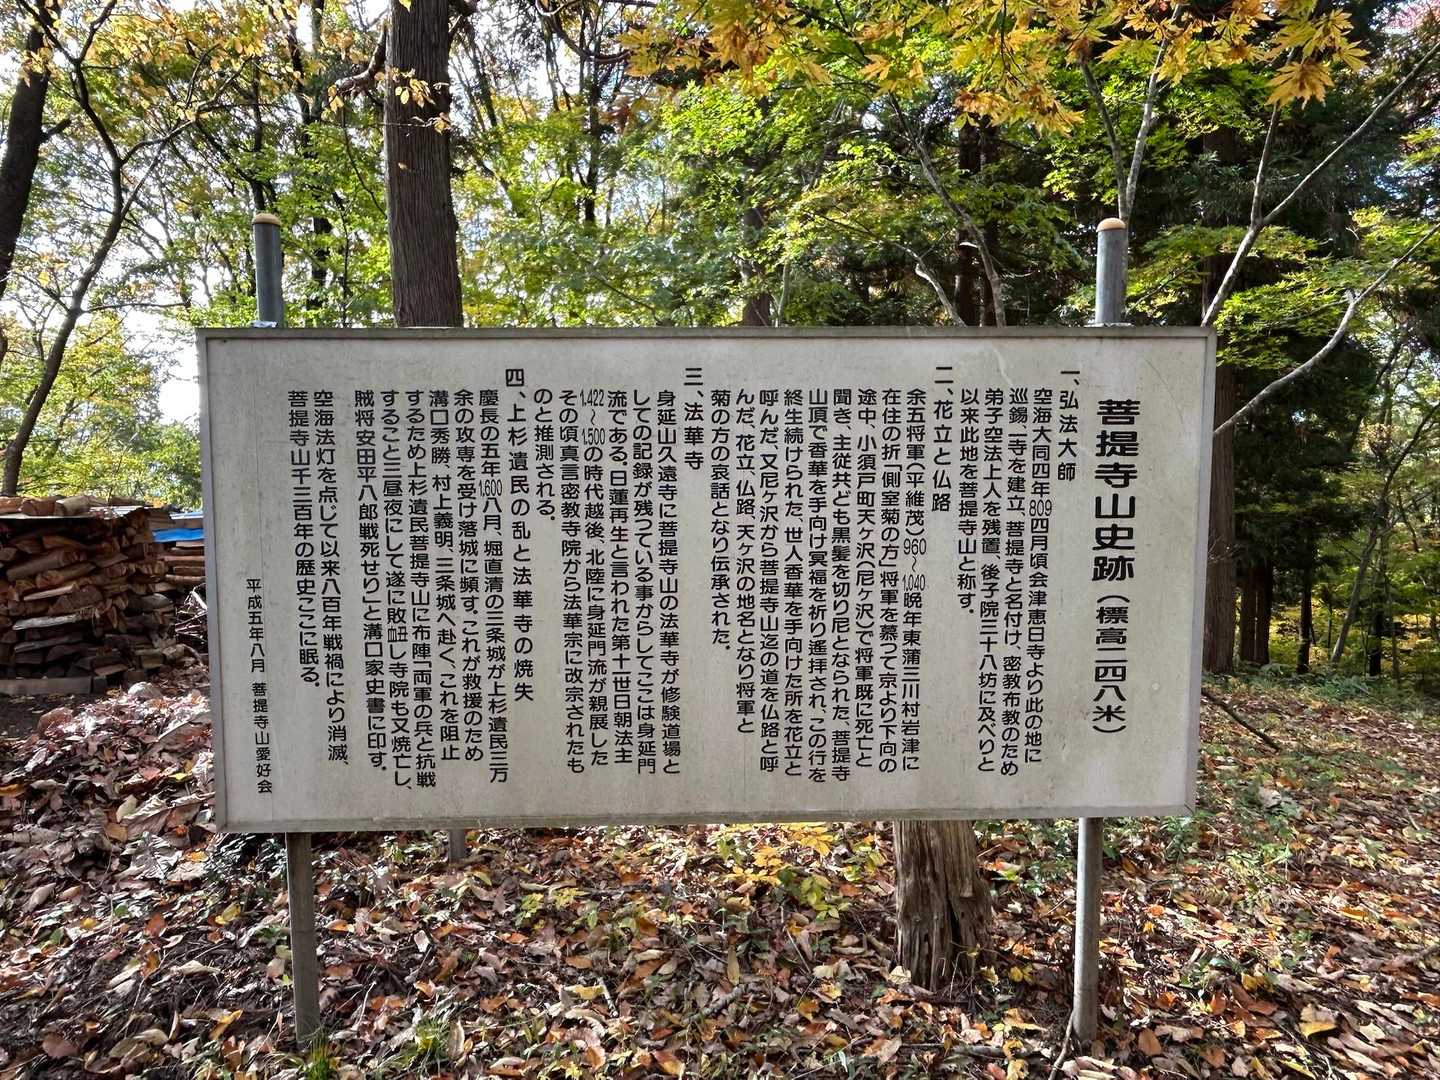 菩提寺山史跡（標高二四八米）
一、弘法大師
空海大同四年809四月頃会津恵日寺より此の地に
巡錫一寺を建立、菩提寺と名付け、密教布教のため
弟子空法上人を残置、後子院三十八坊に及べりと
以来此地を菩提寺山と称す。
二、花立と仏路
余五将軍（平維茂）960～1,040晩年東蒲三川村岩津に
在住の折「側室菊の方」将軍を慕つて京より下向の
途中、小須戸町天ヶ沢（尼ヶ沢）で将軍既に死亡と
聞き、主従共ども黒髪を切り尼となられた、菩提寺
山頂で香華を手向け冥福を祈り遙拝され、この行を
終生続けられた、世人香華を手向けた所を花立と
呼んだ、又尼ヶ沢から菩提寺山迄の道を仏路と呼
んだ、花立、仏路、天ヶ沢の地名となり将軍と
菊の方の哀話となり伝承された。
三、法華寺
身延山久遠寺に菩提寺山の法華寺が修験道場と
しての記録が残つている事からしてここは身延門
流である。日蓮再生と言われた第十世日朝法主
1,422～1,500の時代越後、北陸に身延門流が親展した
その頃真言密教寺院から法華宗に改宗されたも
のと推測される。
四、上杉遺民の乱と法華寺の焼失
慶長の五年1,600八月、堀直清の三条城が上杉遺民三万
余の攻専を受け落城に頻す。これが救援のため
溝口秀勝、村上義明、三条城へ赴く、これを阻止
するため上杉遺民菩提寺山に布陣「両軍の兵と抗戦
すること三昼夜にして遂に敗衄し寺院も又焼亡し、
賊将安田平八郎戦死せり」と溝口家史書に印す。
空海法灯を点じて以来八百年戦禍により消滅、
菩提寺山千三百年の歴史ここに眠る。
平成五年八月 菩提寺山愛好会